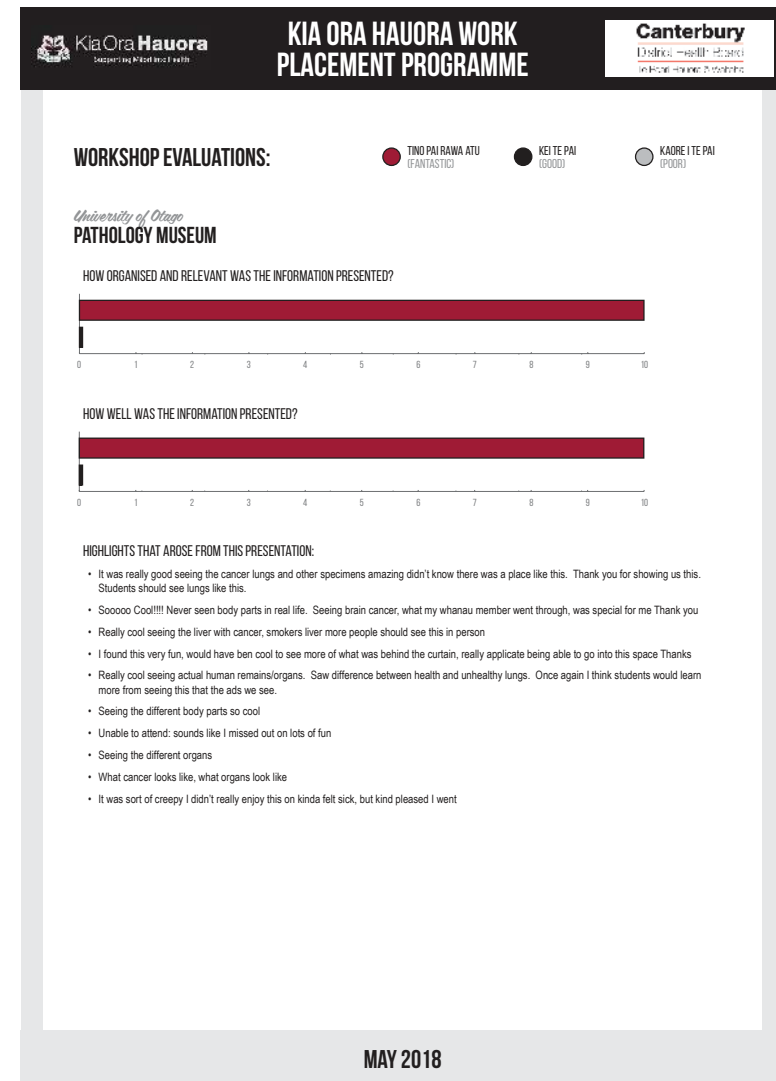 Kia Ora Hauora
Supporting Māori into Health
KIA ORA HAUORA WORK
PLACEMENT PROGRAMME
Canterbury
District Health Board
WORKSHOP EVALUATIONS:
TINO PAI RAWA ATU
(FANTASTIC)
KEI TE PAI
(GOOD)
KAORE I TE PAI
(POOR)
University of Otago
PATHOLOGY MUSEUM
HOW ORGANISED AND RELEVANT WAS THE INFORMATION PRESENTED?
0 1 2 3 4 5 6 7 8 9 10
HOW WELL WAS THE INFORMATION PRESENTED?
0 1 2 3 4 5 6 7 8 9 10
HIGHLIGHTS THAT AROSE FROM THIS PRESENTATION:
• It was really good seeing the cancer lungs and other specimens amazing didn't know there was a place like this. Thank you for showing us this.
Students should see lungs like this.
• Sooooo Cool!!!! Never seen body parts in real life. Seeing brain cancer, what my whanau member went through, was special for me Thank you
• Really cool seeing the liver with cancer, smokers liver more people should see this in person
• I found this very fun, would have ben cool to see more of what was behind the curtain, really applicate being able to go into this space Thanks
• Really cool seeing actual human remains/organs. Saw difference between health and unhealthy lungs. Once again I think students would learn
more from seeing this that the ads we see.
• Seeing the different body parts so cool
• Unable to attend: sounds like I missed out on lots of fun
• Seeing the different organs
• What cancer looks like, what organs look like
• It was sort of creepy I didn't really enjoy this on kinda felt sick, but kind pleased I went
MAY 2018